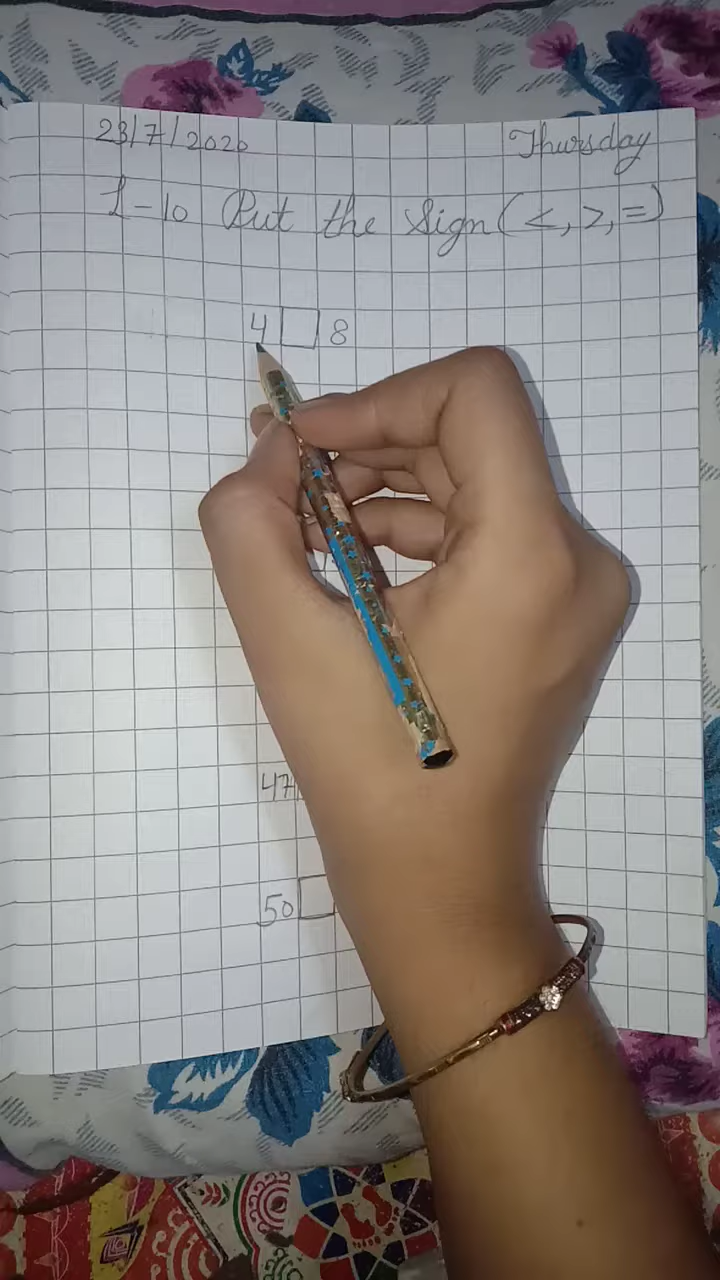 23/7/2020 Thursday
1-10 Put the Sign (<, >, =)
4 □ 8
47
50 □